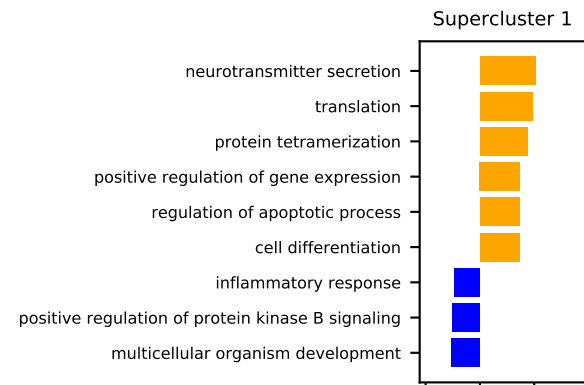 Supercluster 1
neurotransmitter secretion
translation
protein tetramerization
positive regulation of gene expression
regulation of apoptotic process
cell differentiation
inflammatory response
positive regulation of protein kinase B signaling
multicellular organism development